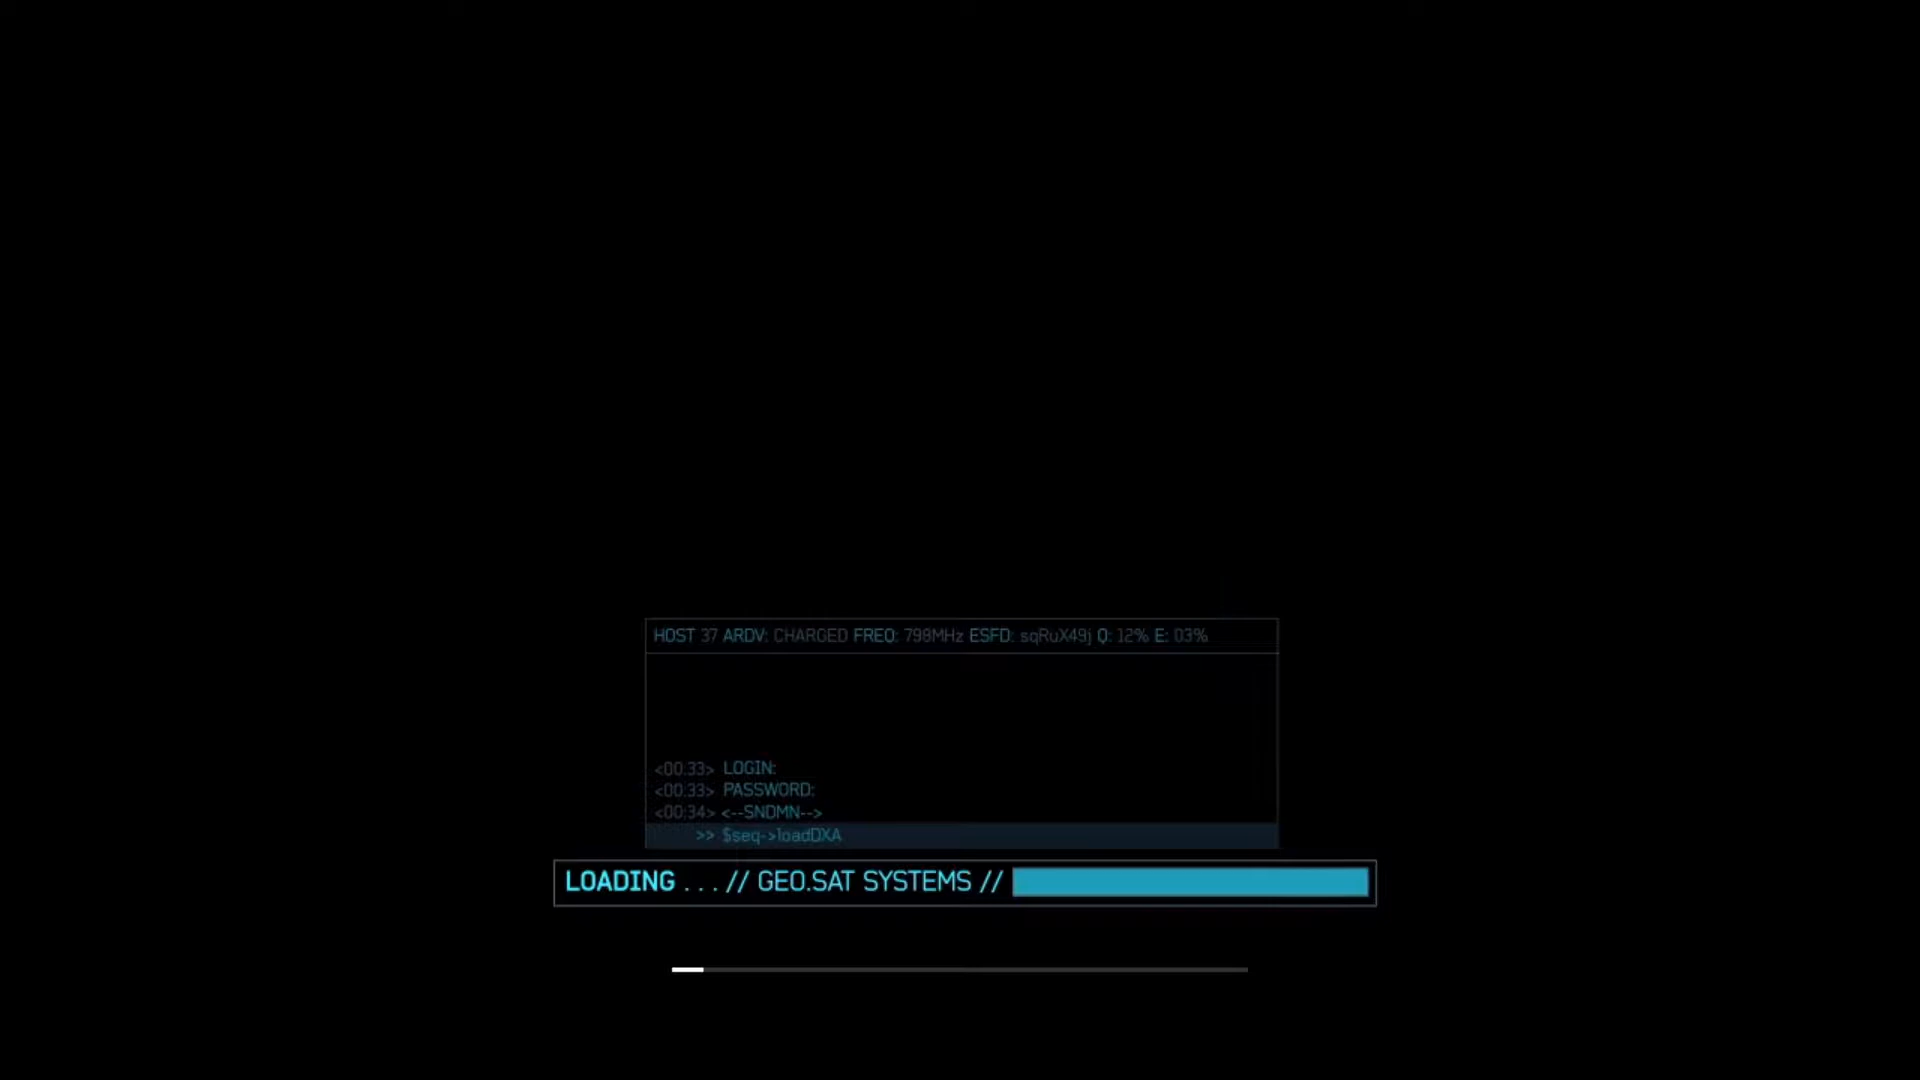 HOST 37 ARDV: CHARGED FREQ: 798MHz ESFD: sqRuX49j Q: 12% E: 03%
<00:33> LOGIN:
<00:33> PASSWORD:
<00:34> <--SNDMN-->
>> $seq->loadDXA
LOADING . . . // GEO.SAT SYSTEMS //